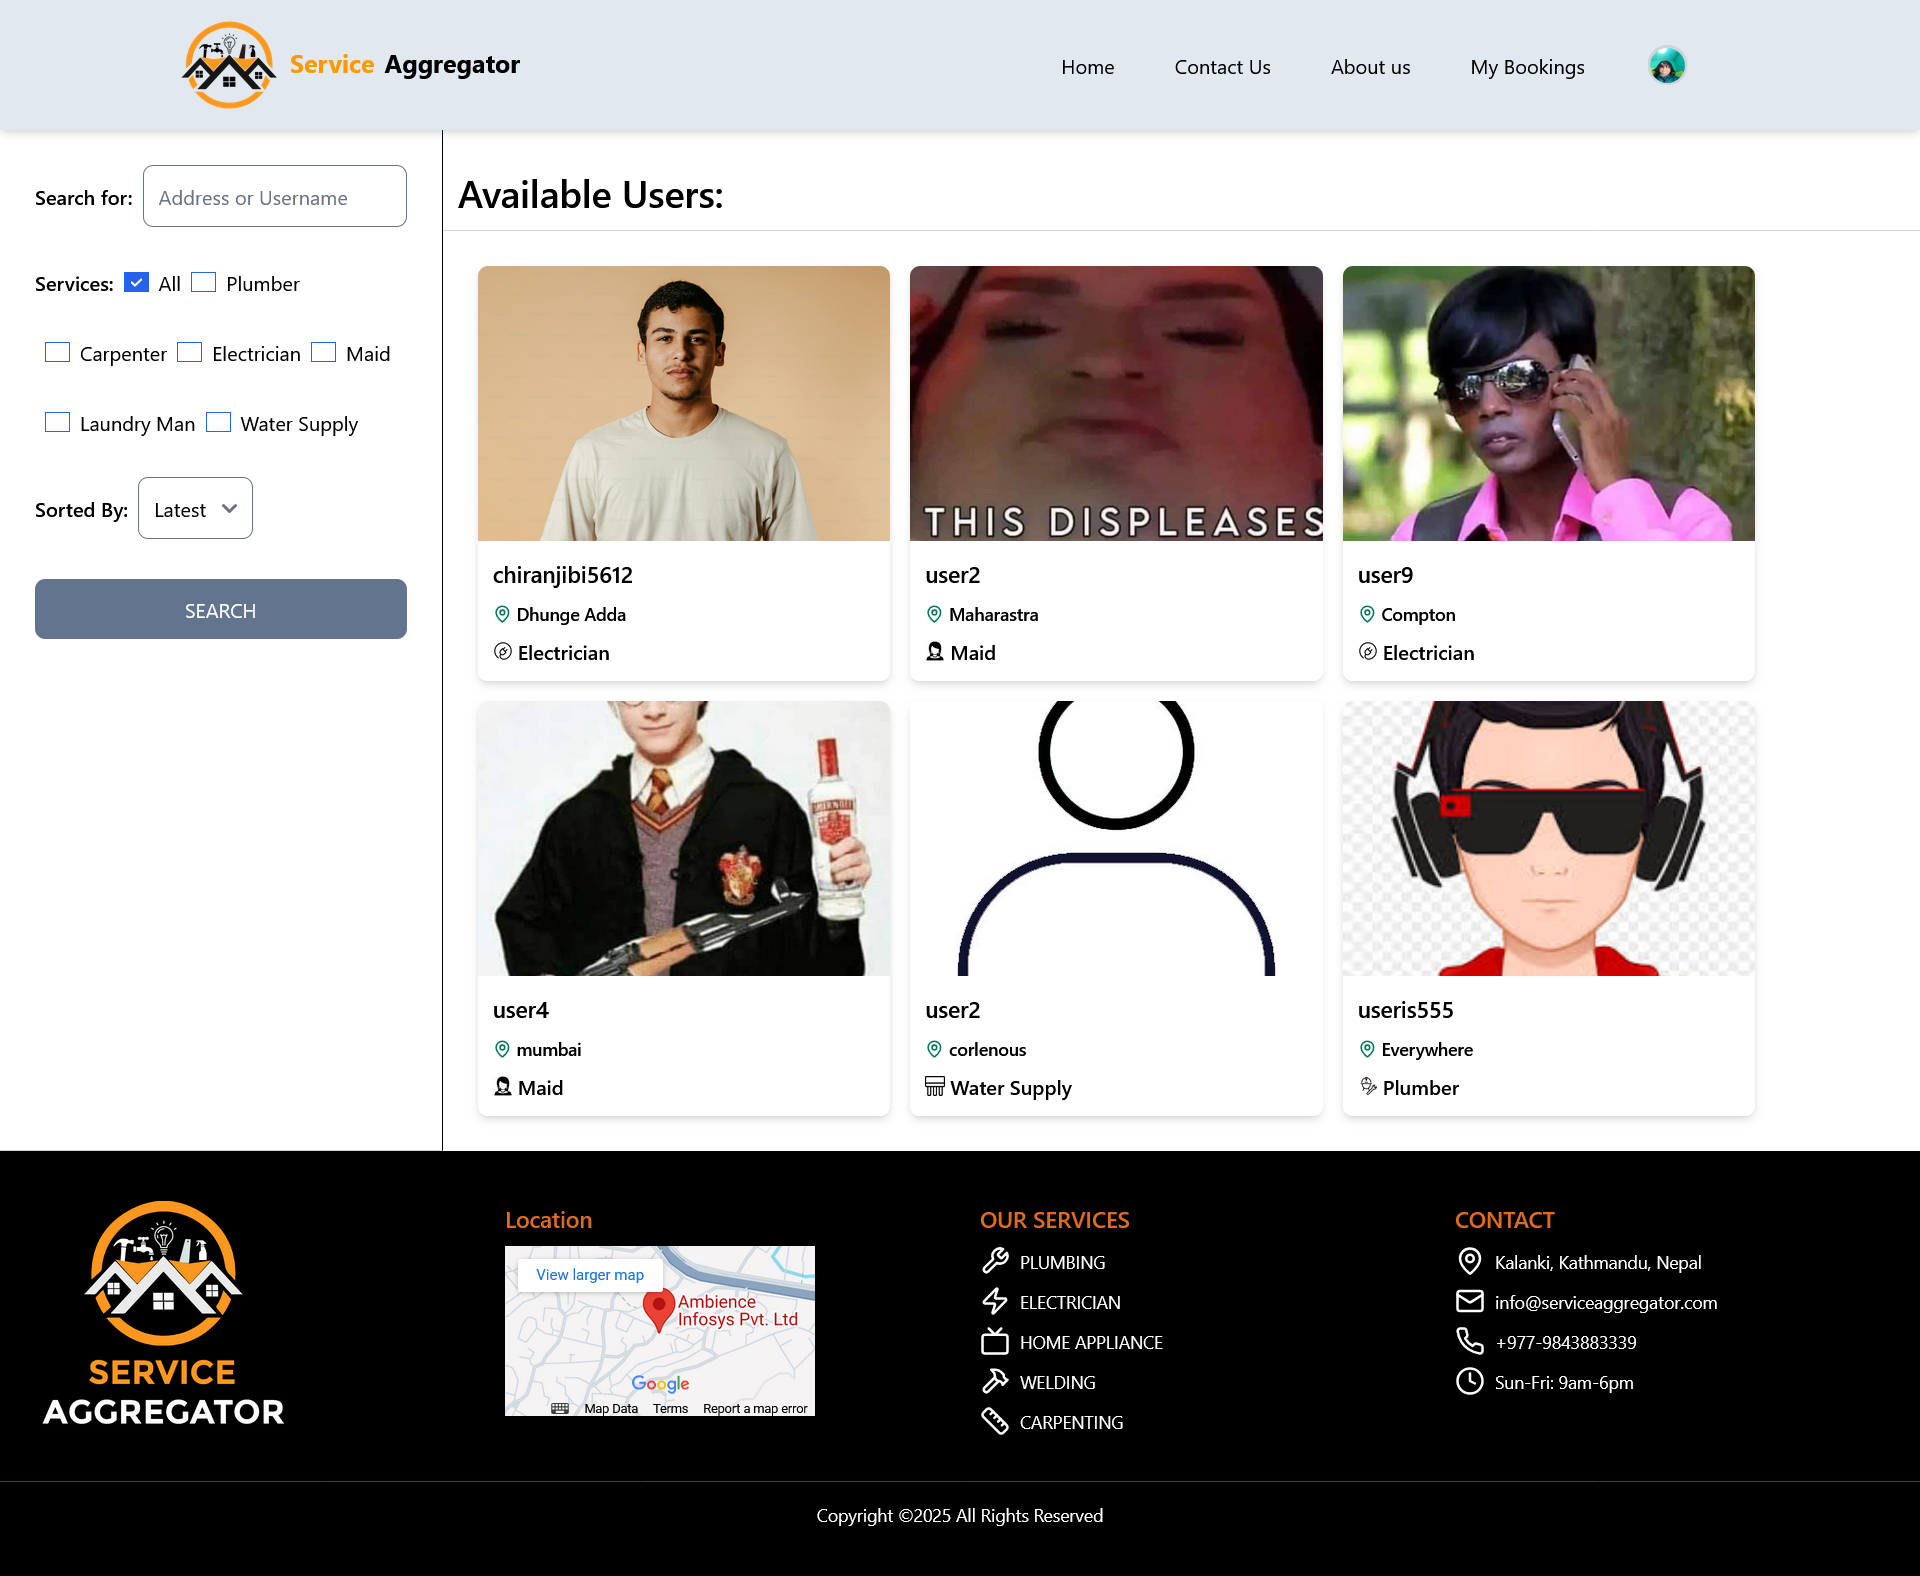 Service Aggregator
Home
Contact Us
About us
My Bookings
Search for:
Address or Username
Services:
All
Plumber
Carpenter
Electrician
Maid
Laundry Man
Water Supply
Sorted By:
Latest
SEARCH
Available Users:
THIS DISPLEASES
chiranjibi5612
Dhunge Adda
Electrician
user2
Maharastra
Maid
user9
Compton
Electrician
SMIRNOFF
user4
mumbai
Maid
user2
corlenous
Water Supply
useris555
Everywhere
Plumber
SERVICE
AGGREGATOR
Location
View larger map
Ambience
Infosys Pvt. Ltd
Google
Map Data
Terms
Report a map error
OUR SERVICES
PLUMBING
ELECTRICIAN
HOME APPLIANCE
WELDING
CARPENTING
CONTACT
Kalanki, Kathmandu, Nepal
info@serviceaggregator.com
+977-9843883339
Sun-Fri: 9am-6pm
Copyright ©2025 All Rights Reserved